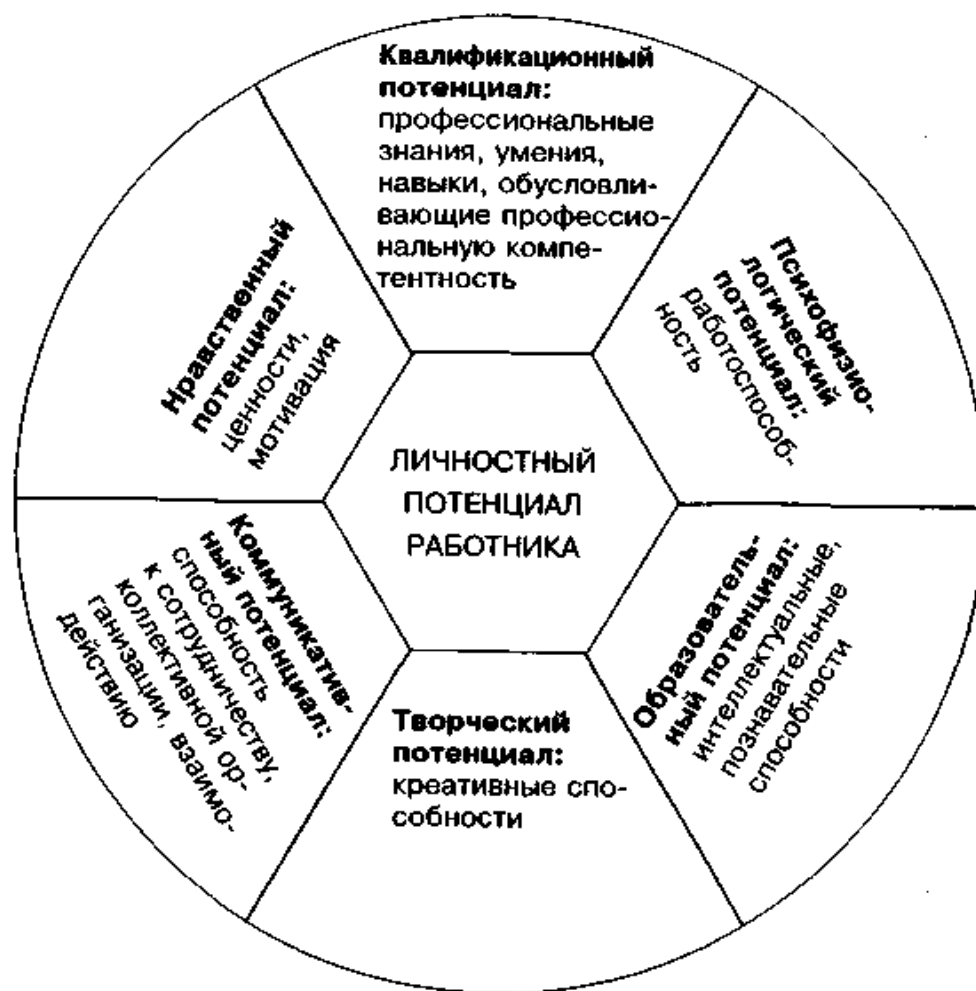 Квалификационный
потенциал:
профессиональные
знания, умения,
навыки, обусловли-
вающие профессио-
нальную компе-
тентность
Психофизио-
логический
потенциал:
работоспособ-
ность
Образователь-
ный потенциал:
интеллектуальные,
познавательные
способности
Творческий
потенциал:
креативные спо-
собности
Коммуникатив-
ный потенциал:
способность
к сотрудничеству,
коллективной ор-
ганизации, взаимо-
действию
Нравственный
потенциал:
ценности,
мотивация
ЛИЧНОСТНЫЙ
ПОТЕНЦИАЛ
РАБОТНИКА